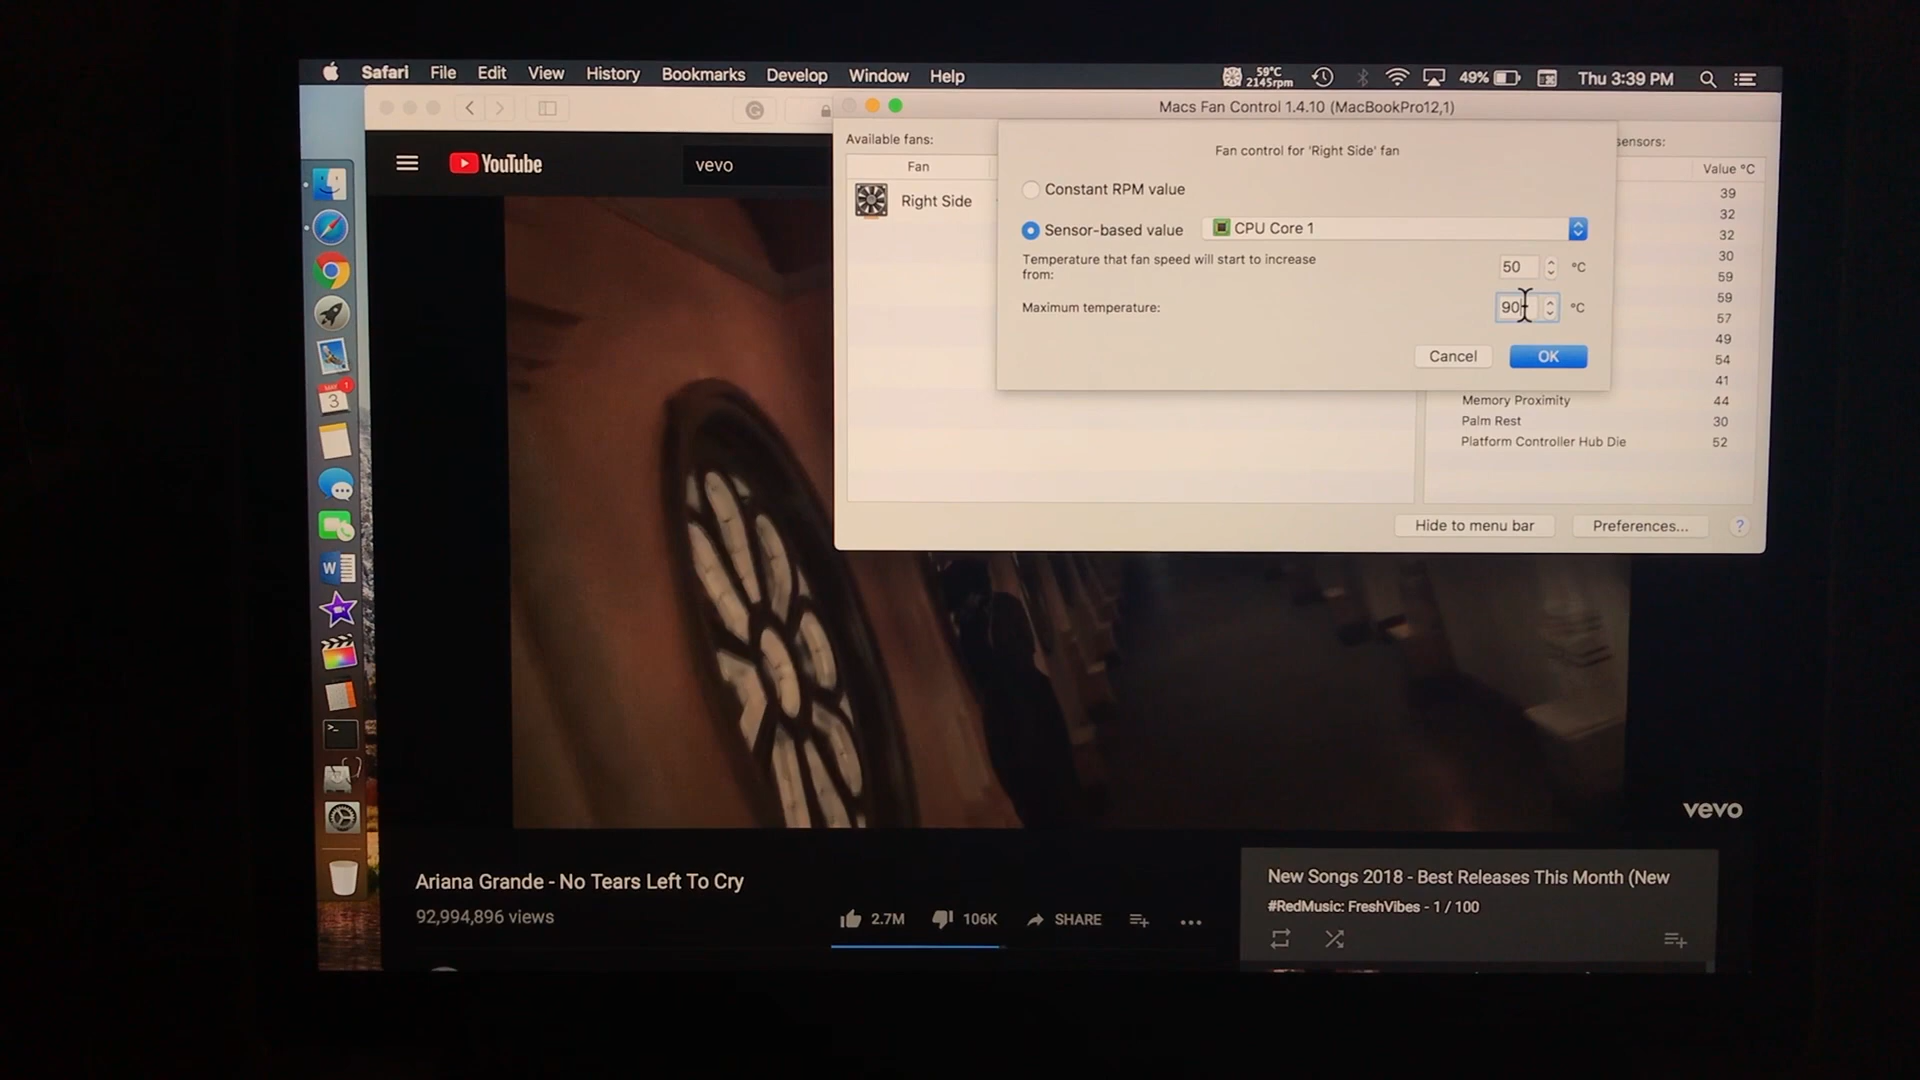 Safari File Edit View History Bookmarks Develop Window Help
59°C
2145rpm
49%
Thu 3:39 PM
Macs Fan Control 1.4.10 (MacBookPro12,1)
YouTube
vevo
Available fans:
Fan
Right Side
Fan control for 'Right Side' fan
Constant RPM value
Sensor-based value
CPU Core 1
Temperature that fan speed will start to increase
from:
50 °C
Maximum temperature:
90 °C
Cancel
OK
sensors:
Value °C
39
32
32
30
59
59
57
49
54
41
Memory Proximity 44
Palm Rest 30
Platform Controller Hub Die 52
Hide to menu bar
Preferences...
?
MAY 1
3
W
vevo
Ariana Grande - No Tears Left To Cry
92,994,896 views
2.7M
106K
SHARE
New Songs 2018 - Best Releases This Month (New
#RedMusic: FreshVibes - 1 / 100